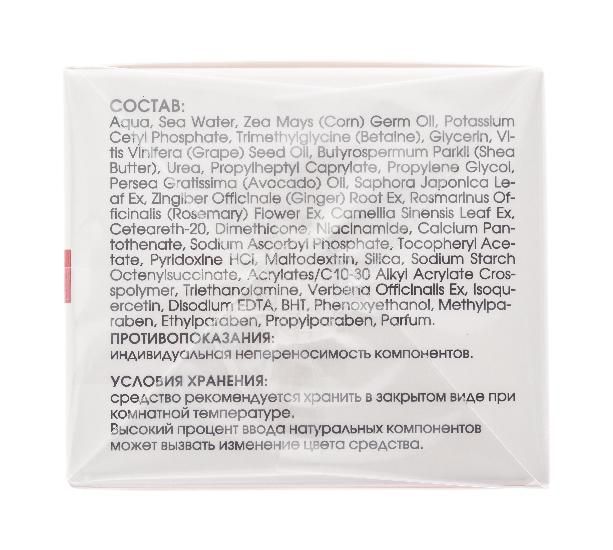 СОСТАВ:
Aqua, Sea Water, Zea Mays (Corn) Germ Oil, Potassium
Cetyl Phosphate, Trimethylglycine (Betaine), Glycerin, Vi-
tis Vinifera (Grape) Seed Oil, Butyrospermum Parkii (Shea
Butter), Urea, Propylheptyl Caprylate, Propylene Glycol,
Persea Gratissima (Avocado) Oil, Saphora Japonica Le-
af Ex, Zingiber Officinale (Ginger) Root Ex, Rosmarinus Of-
ficinalis (Rosemary) Flower Ex, Camellia Sinensis Leaf Ex,
Ceteareth-20, Dimethicone, Niacinamide, Calcium Pan-
tothenate, Sodium Ascorbyl Phosphate, Tocopheryl Ace-
tate, Pyridoxine HCl, Maltodextrin, Silica, Sodium Starch
Octenylsuccinate, Acrylates/C10-30 Alkyl Acrylate Cros-
spolymer, Triethanolamine, Verbena Officinalis Ex, Isoqu-
ercetin, Disodium EDTA, BHT, Phenoxyethanol, Methylpa-
raben, Ethylparaben, Propylparaben, Parfum.
ПРОТИВОПОКАЗАНИЯ:
индивидуальная непереносимость компонентов.
УСЛОВИЯ ХРАНЕНИЯ:
средство рекомендуется хранить в закрытом виде при
комнатной температуре.
Высокий процент ввода натуральных компонентов
может вызвать изменение цвета средства.